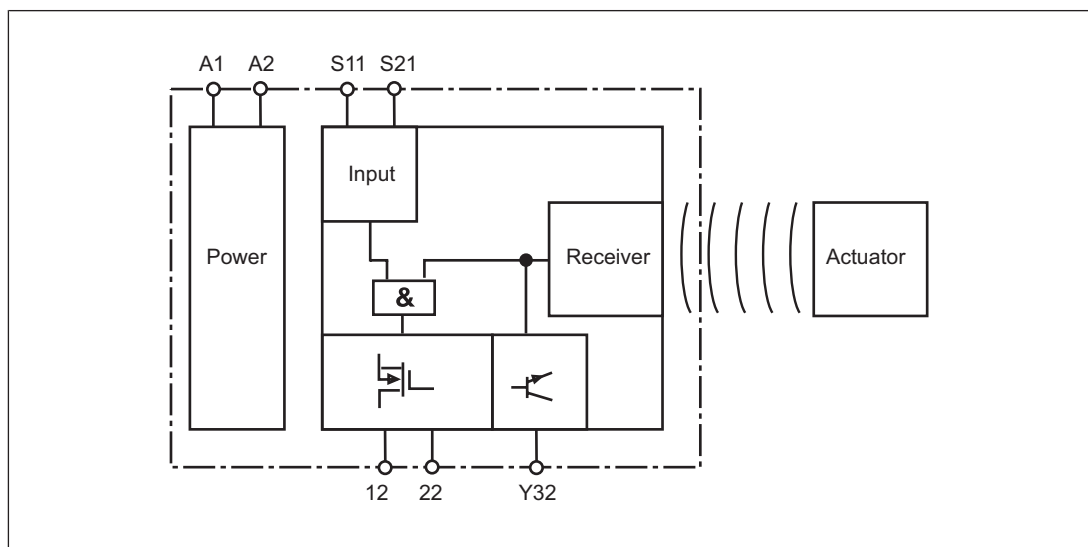 A1 A2 S11 S21
Input
Power
Receiver
Actuator
&
12 22 Y32